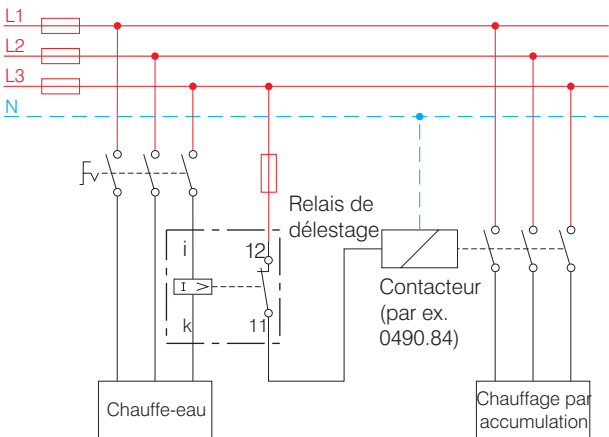 L1
L2
L3
N
Relais de
délestage
i
12
I >
k
11
Contacteur
(par ex.
0490.84)
Chauffe-eau
Chauffage par
accumulation